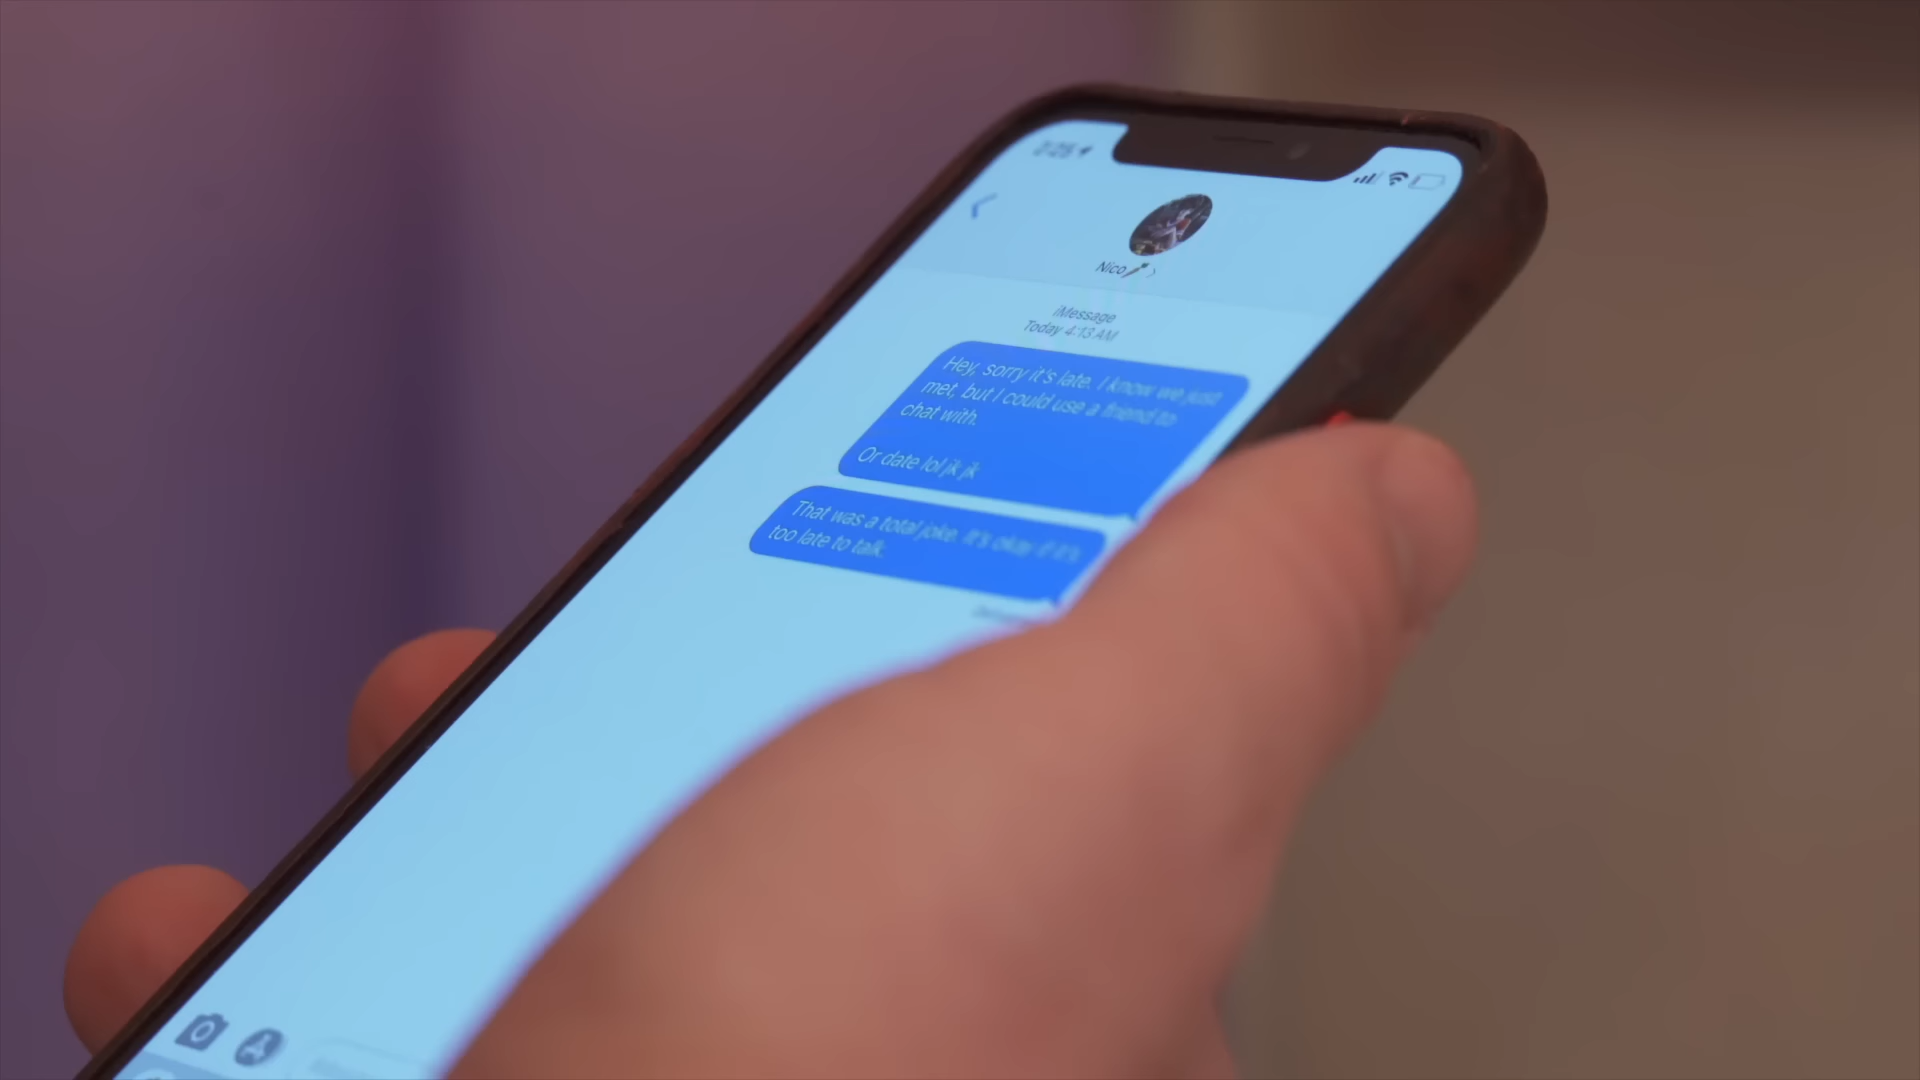 Nico
iMessage
Today 4:13 AM
Hey, sorry it's late. I know we just
met, but I could use a friend to
chat with.
Or date lol jk jk
That was a total joke. It's okay if it's
too late to talk.